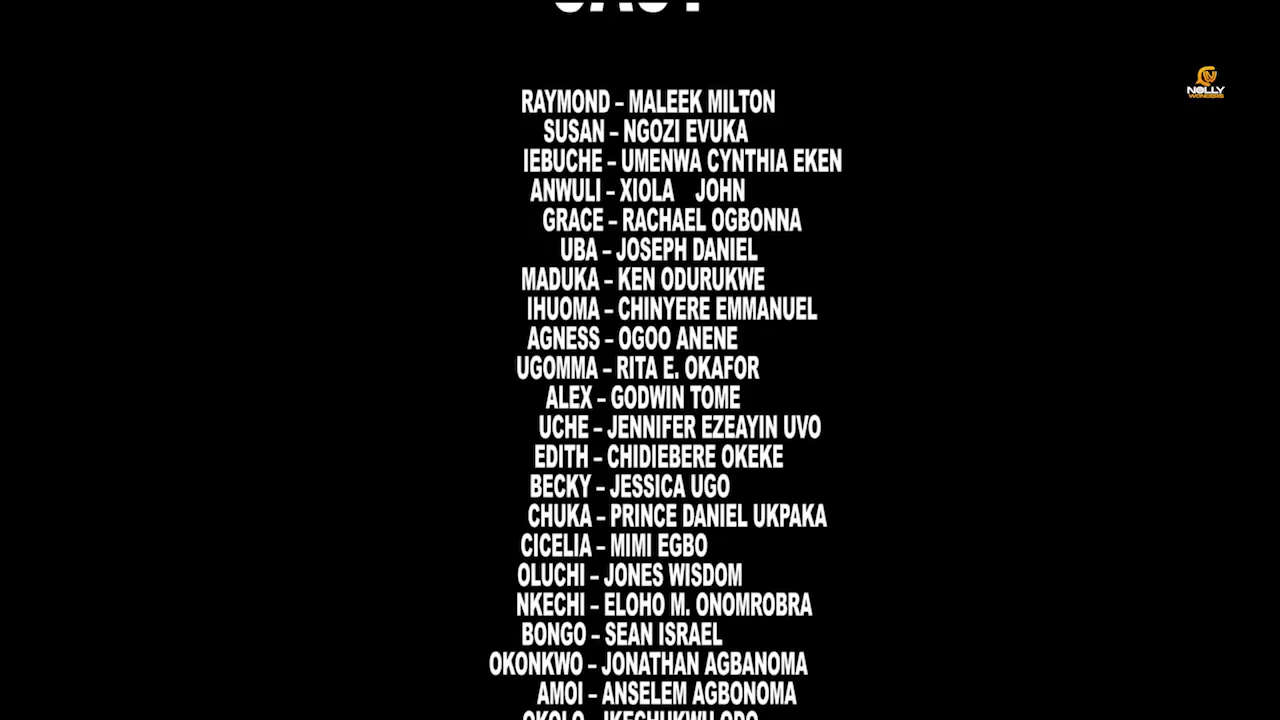 CAST
RAYMOND – MALEEK MILTON
SUSAN – NGOZI EVUKA
IEBUCHE – UMENWA CYNTHIA EKEN
ANWULI – XIOLA JOHN
GRACE – RACHAEL OGBONNA
UBA – JOSEPH DANIEL
MADUKA – KEN ODURUKWE
IHUOMA – CHINYERE EMMANUEL
AGNESS – OGOO ANENE
UGOMMA – RITA E. OKAFOR
ALEX – GODWIN TOME
UCHE – JENNIFER EZEAYIN UVO
EDITH – CHIDIEBERE OKEKE
BECKY – JESSICA UGO
CHUKA – PRINCE DANIEL UKPAKA
CICELIA – MIMI EGBO
OLUCHI – JONES WISDOM
NKECHI – ELOHO M. ONOMROBRA
BONGO – SEAN ISRAEL
OKONKWO – JONATHAN AGBANOMA
AMOI – ANSELEM AGBONOMA
NOLLY
WONDERS